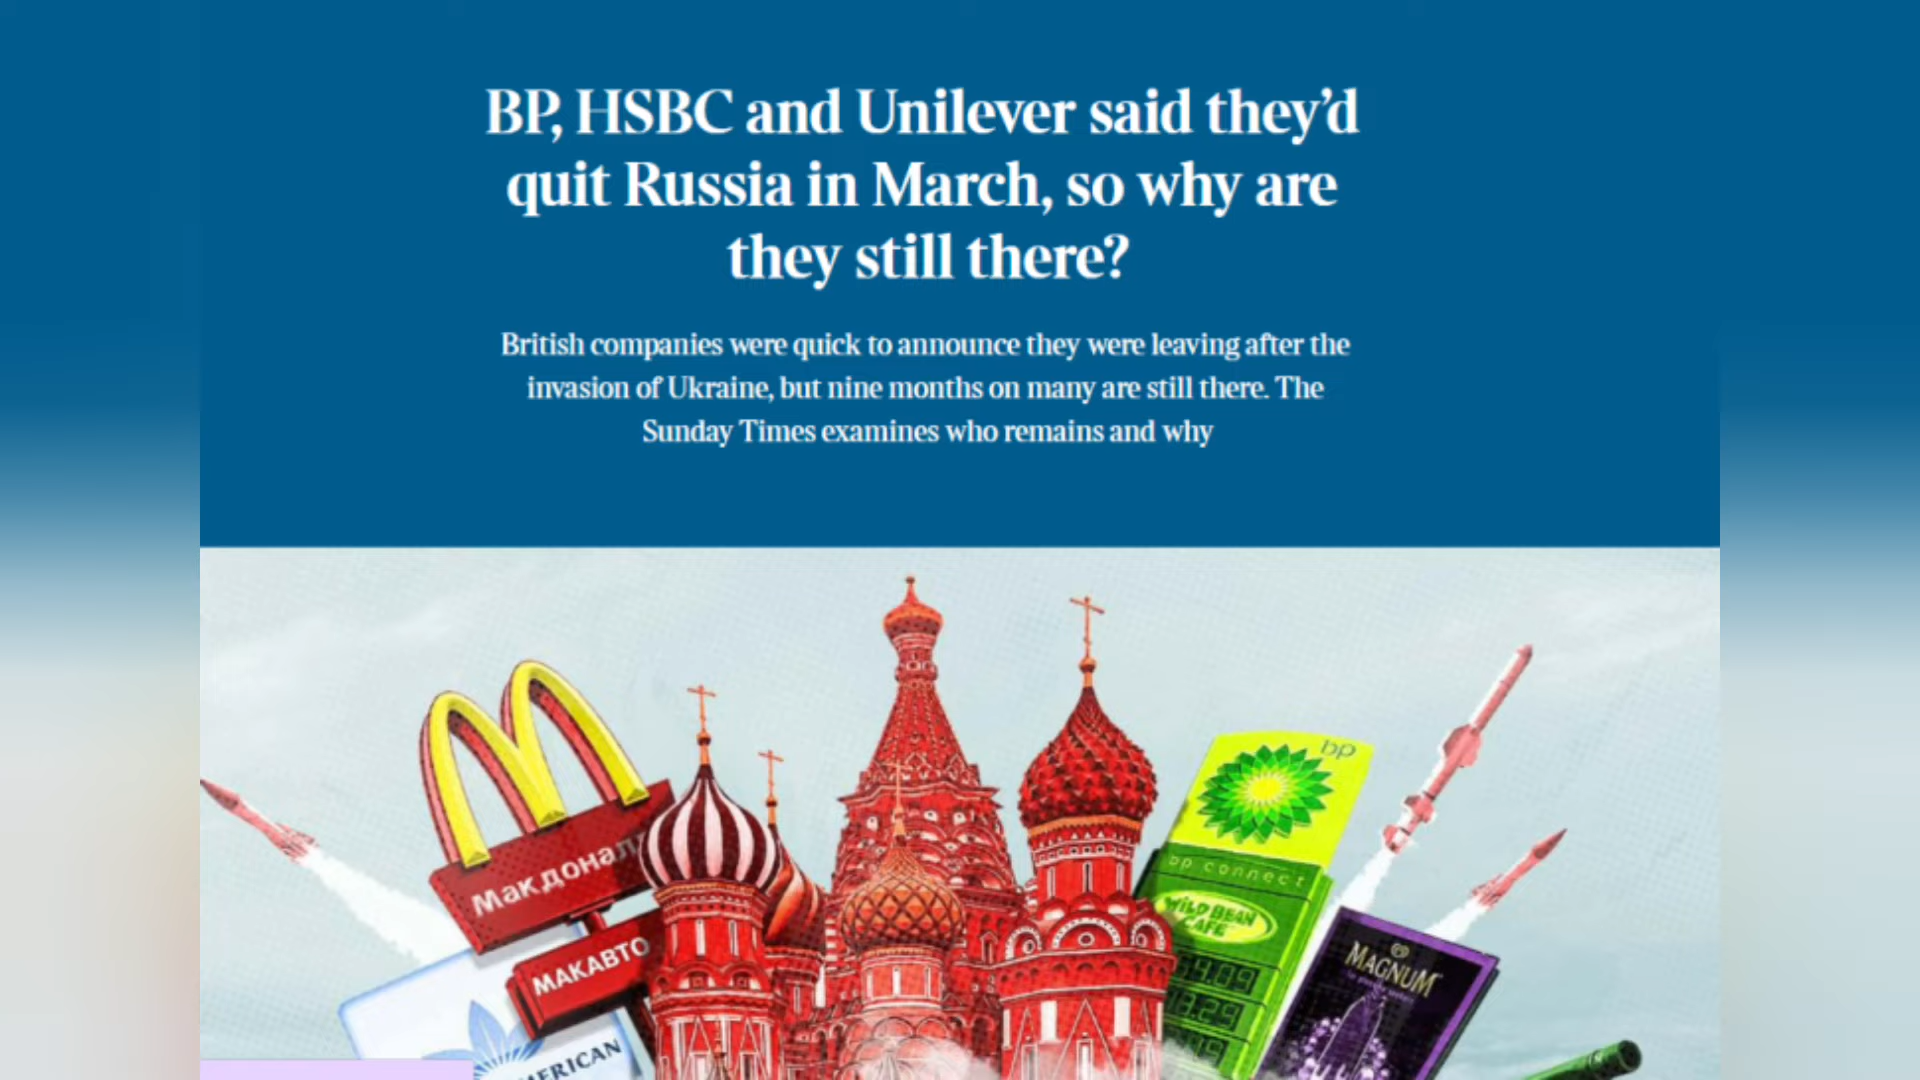 BP, HSBC and Unilever said they’d
quit Russia in March, so why are
they still there?
British companies were quick to announce they were leaving after the
invasion of Ukraine, but nine months on many are still there. The
Sunday Times examines who remains and why
bp
Макдонал
bp connect
WILD BEAN
CAFE
МАКАВТО
MAGNUM